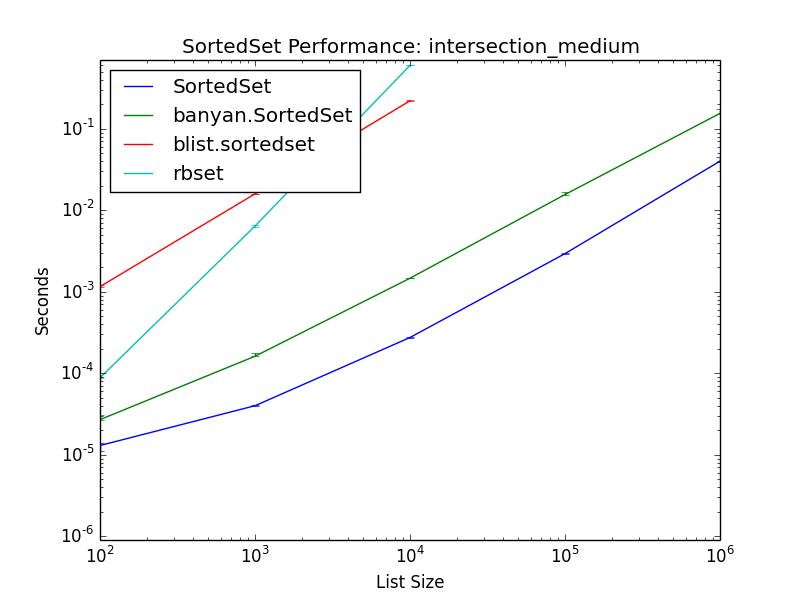 SortedSet Performance: intersection_medium
SortedSet
banyan.SortedSet
blist.sortedset
rbset
Seconds
10^-1
10^-2
10^-3
10^-4
10^-5
10^-6
10^2 10^3 10^4 10^5 10^6
List Size